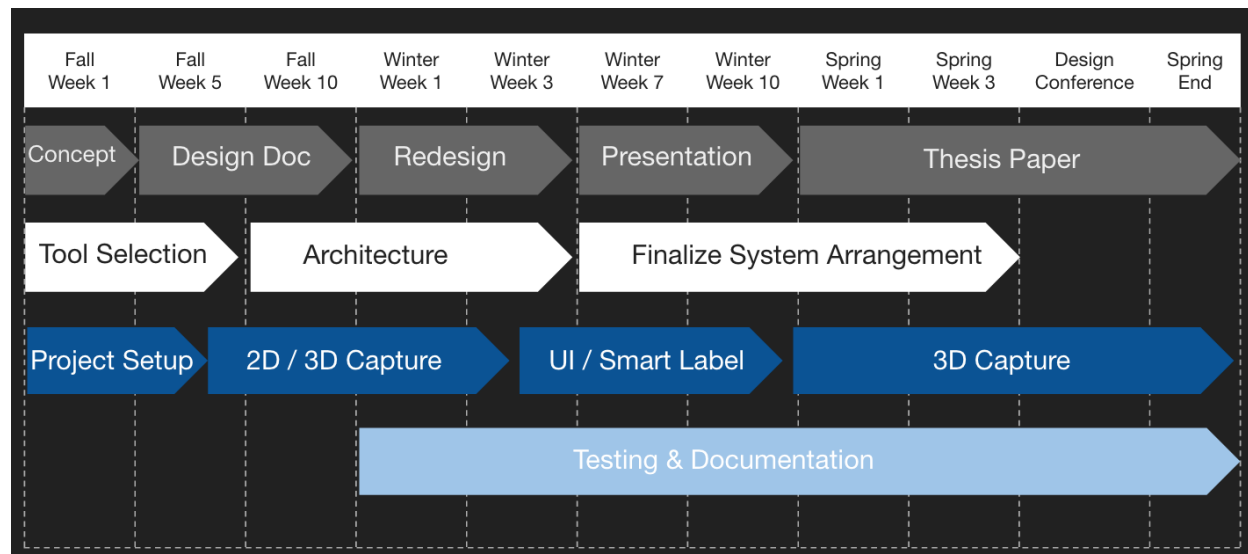 Fall
Week 1
Fall
Week 5
Fall
Week 10
Winter
Week 1
Winter
Week 3
Winter
Week 7
Winter
Week 10
Spring
Week 1
Spring
Week 3
Design
Conference
Spring
End
Concept
Design Doc
Redesign
Presentation
Thesis Paper
Tool Selection
Architecture
Finalize System Arrangement
Project Setup
2D / 3D Capture
UI / Smart Label
3D Capture
Testing & Documentation